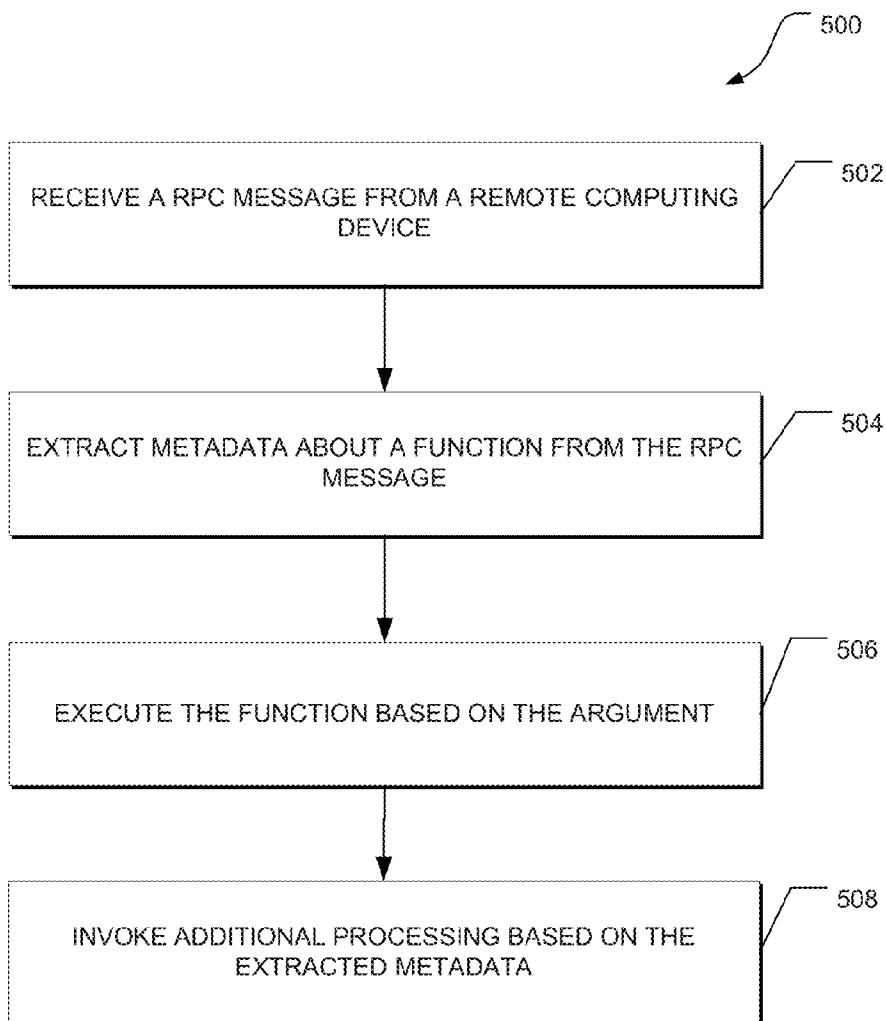 500
RECEIVE A RPC MESSAGE FROM A REMOTE COMPUTING
DEVICE
502
EXTRACT METADATA ABOUT A FUNCTION FROM THE RPC
MESSAGE
504
EXECUTE THE FUNCTION BASED ON THE ARGUMENT
506
INVOKE ADDITIONAL PROCESSING BASED ON THE
EXTRACTED METADATA
508